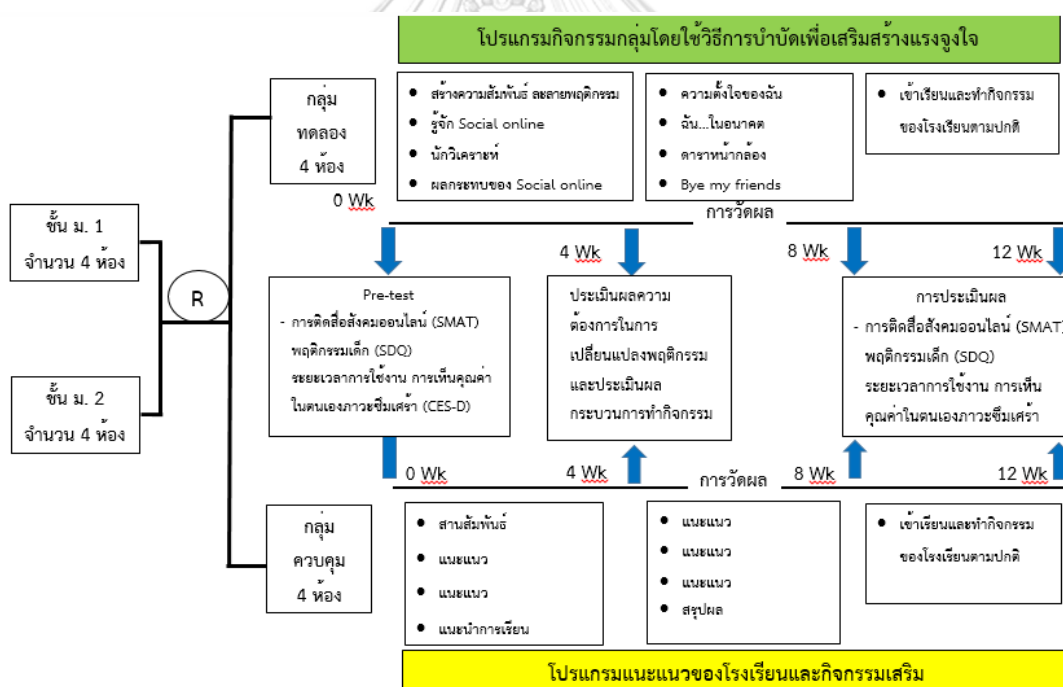 โปรแกรมกิจกรรมกลุ่มโดยใช้วิธีการบำบัดเพื่อเสริมสร้างแรงจูงใจ
กลุ่ม
ทดลอง
4 ห้อง
• สร้างความสัมพันธ์ ละลายพฤติกรรม
• รู้จัก Social online
• นักวิเคราะห์
• ผลกระทบของ Social online
• ความตั้งใจของฉัน
• ฉัน...ในอนาคต
• ดาราหน้ากล้อง
• Bye my friends
• เข้าเรียนและทำกิจกรรม
ของโรงเรียนตามปกติ
0 Wk
การวัดผล
4 Wk
8 Wk
12 Wk
ชั้น ม. 1
จำนวน 4 ห้อง
R
ชั้น ม. 2
จำนวน 4 ห้อง
Pre-test
- การติดสื่อสังคมออนไลน์ (SMAT)
พฤติกรรมเด็ก (SDQ)
ระยะเวลาการใช้งาน การเห็นคุณค่า
ในตนเองภาวะซึมเศร้า (CES-D)
ประเมินผลความ
ต้องการในการ
เปลี่ยนแปลงพฤติกรรม
และประเมินผล
กระบวนการทำกิจกรรม
การประเมินผล
- การติดสื่อสังคมออนไลน์ (SMAT)
พฤติกรรมเด็ก (SDQ)
ระยะเวลาการใช้งาน การเห็น
คุณค่าในตนเองภาวะซึมเศร้า
0 Wk
4 Wk
การวัดผล
8 Wk
12 Wk
กลุ่ม
ควบคุม
4 ห้อง
• สานสัมพันธ์
• แนะแนว
• แนะแนว
• แนะนำการเรียน
• แนะแนว
• แนะแนว
• แนะแนว
• สรุปผล
• เข้าเรียนและทำกิจกรรม
ของโรงเรียนตามปกติ
โปรแกรมแนะแนวของโรงเรียนและกิจกรรมเสริม